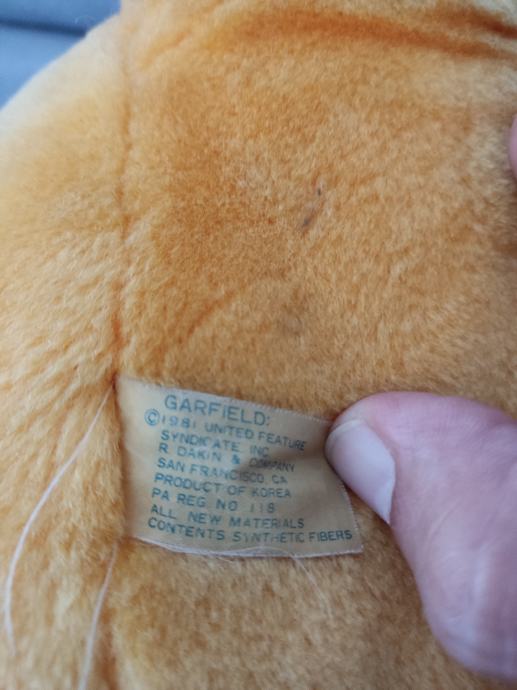 GARFIELD:
©1981 UNITED FEATURE
SYNDICATE INC
R. DAKIN & COMPANY
SAN FRANCISCO, CA
PRODUCT OF KOREA
PA REG NO 118
ALL NEW MATERIALS
CONTENTS SYNTHETIC FIBERS